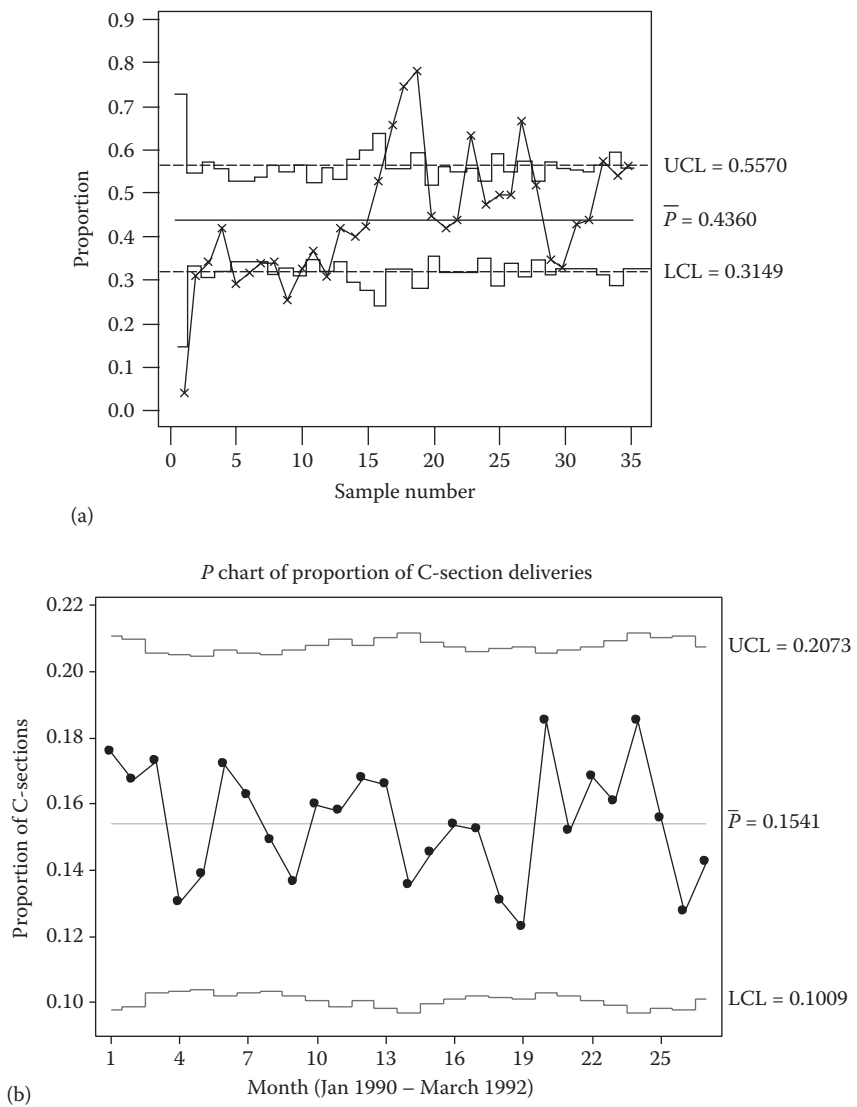 0.9
0.8
0.7
0.6
0.5
0.4
0.3
0.2
0.1
0.0
Proportion
UCL = 0.5570
P̅ = 0.4360
LCL = 0.3149
0 5 10 15 20 25 30 35
Sample number
(a)
P chart of proportion of C-section deliveries
0.22
0.20
0.18
0.16
0.14
0.12
0.10
Proportion of C-sections
UCL = 0.2073
P̅ = 0.1541
LCL = 0.1009
1 4 7 10 13 16 19 22 25
Month (Jan 1990 – March 1992)
(b)